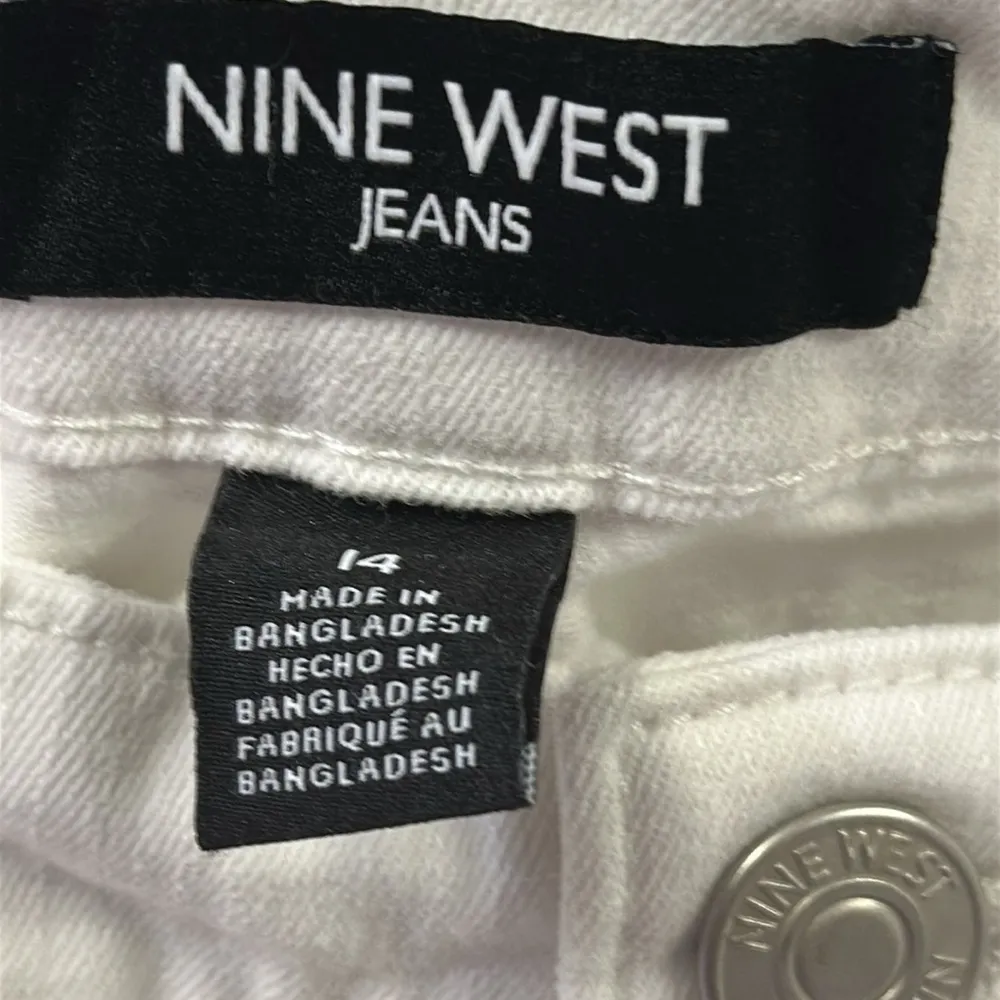 NINE WEST
JEANS
14
MADE IN
BANGLADESH
HECHO EN
BANGLADESH
FABRIQUÉ AU
BANGLADESH
NINE WEST